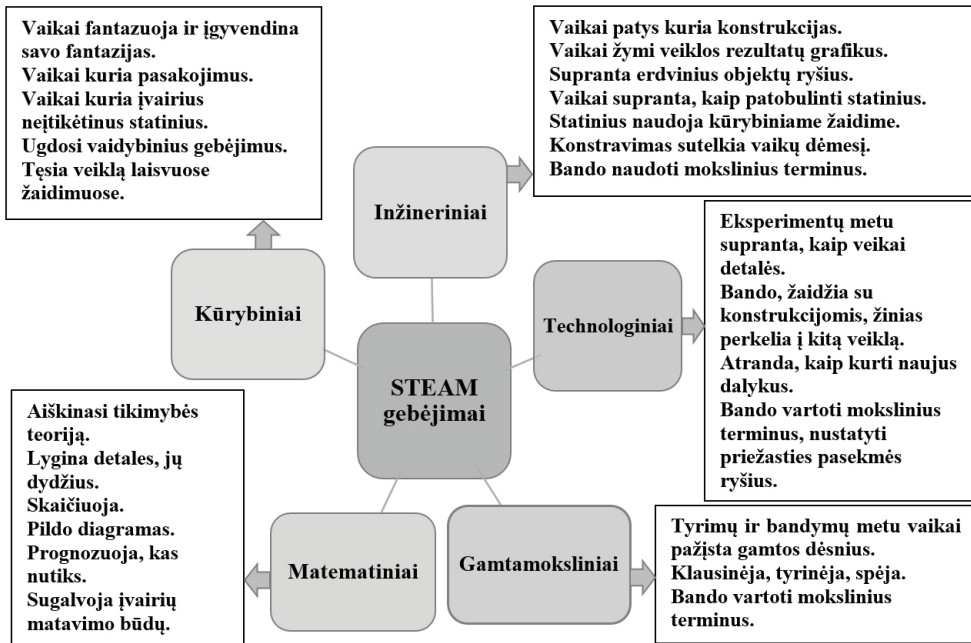 Vaikai fantazuoja ir įgyvendina
savo fantazijas.
Vaikai kuria pasakojimus.
Vaikai kuria įvairius
neįtikėtinus statinius.
Ugdosi vaidybinius gebėjimus.
Tęsia veiklą laisvuose
žaidimuose.
Vaikai patys kuria konstrukcijas.
Vaikai žymi veiklos rezultatų grafikus.
Supranta erdvinius objektų ryšius.
Vaikai supranta, kaip patobulinti statinius.
Statinius naudoja kūrybiniame žaidime.
Konstravimas sutelkia vaikų dėmesį.
Bando naudoti mokslinius terminus.
Inžineriniai
Kūrybiniai
Technologiniai
Eksperimentų metu
supranta, kaip veikai
detalės.
Bando, žaidžia su
konstrukcijomis, žinias
perkelia į kitą veiklą.
Atranda, kaip kurti naujus
dalykus.
Bando vartoti mokslinius
terminus, nustatyti
priežasties pasekmės
ryšius.
STEAM
gebėjimai
Aiškinasi tikimybės
teoriją.
Lygina detales, jų
dydžius.
Skaičiuoja.
Pildo diagramas.
Prognozuoja, kas
nutiks.
Sugalvoja įvairių
matavimo būdų.
Matematiniai
Gamtamoksliniai
Tyrimų ir bandymų metu vaikai
pažįsta gamtos dėsnius.
Klausinėja, tyrinėja, spėja.
Bando vartoti mokslinius
terminus.